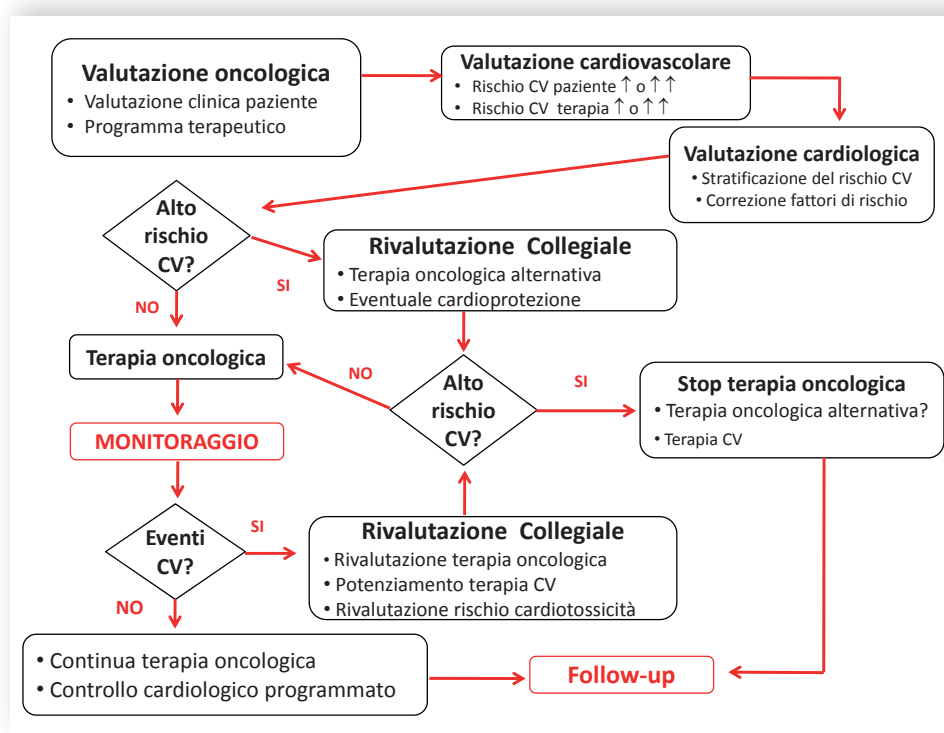 Valutazione oncologica
• Valutazione clinica paziente
• Programma terapeutico
Valutazione cardiovascolare
• Rischio CV paziente ↑ o ↑↑
• Rischio CV terapia ↑ o ↑↑
Valutazione cardiologica
• Stratificazione del rischio CV
• Correzione fattori di rischio
Alto
rischio
CV?
SI
NO
Rivalutazione Collegiale
• Terapia oncologica alternativa
• Eventuale cardioprotezione
Terapia oncologica
NO
Alto
rischio
CV?
SI
Stop terapia oncologica
• Terapia oncologica alternativa?
• Terapia CV
MONITORAGGIO
Eventi
CV?
SI
NO
Rivalutazione Collegiale
• Rivalutazione terapia oncologica
• Potenziamento terapia CV
• Rivalutazione rischio cardiotossicità
• Continua terapia oncologica
• Controllo cardiologico programmato
Follow-up